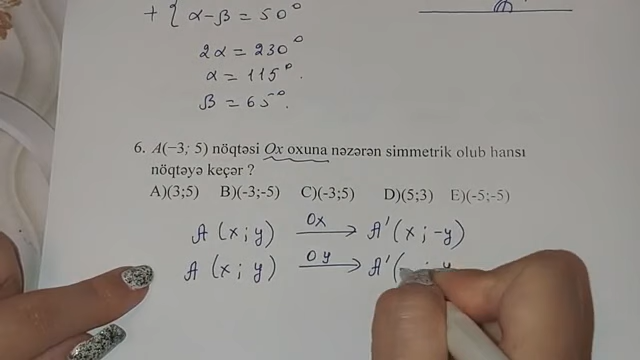 + { α-β = 50°
2α = 230°
α = 115°.
β = 65°.
6. A(−3; 5) nöqtəsi Ox oxuna nəzərən simmetrik olub hansı
nöqtəyə keçər ?
A)(3;5) B)(-3;-5) C)(-3;5) D)(5;3) E)(-5;-5)
A (x ; y) Ox → A' (x ; -y)
A (x ; y) Oy → A' (